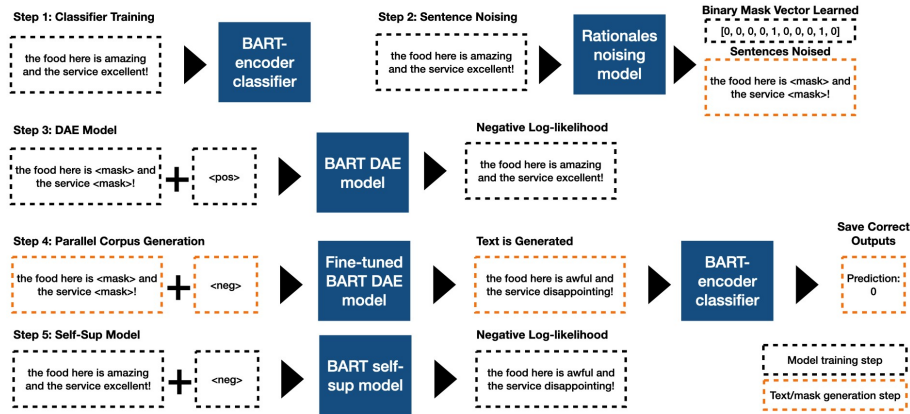 Step 1: Classifier Training
the food here is amazing
and the service excellent!
BART-
encoder
classifier
Step 2: Sentence Noising
the food here is amazing
and the service excellent!
Rationales
noising
model
Binary Mask Vector Learned
[0, 0, 0, 0, 1, 0, 0, 0, 1, 0]
Sentences Noised
the food here is <mask> and
the service <mask>!
Step 3: DAE Model
the food here is <mask> and
the service <mask>!
+
<pos>
BART DAE
model
Negative Log-likelihood
the food here is amazing
and the service excellent!
Step 4: Parallel Corpus Generation
the food here is <mask> and
the service <mask>!
+
<neg>
Fine-tuned
BART DAE
model
Text is Generated
the food here is awful and
the service disappointing!
BART-
encoder
classifier
Save Correct
Outputs
Prediction:
0
Step 5: Self-Sup Model
the food here is amazing
and the service excellent!
+
<neg>
BART self-
sup model
Negative Log-likelihood
the food here is awful and
the service disappointing!
Model training step
Text/mask generation step